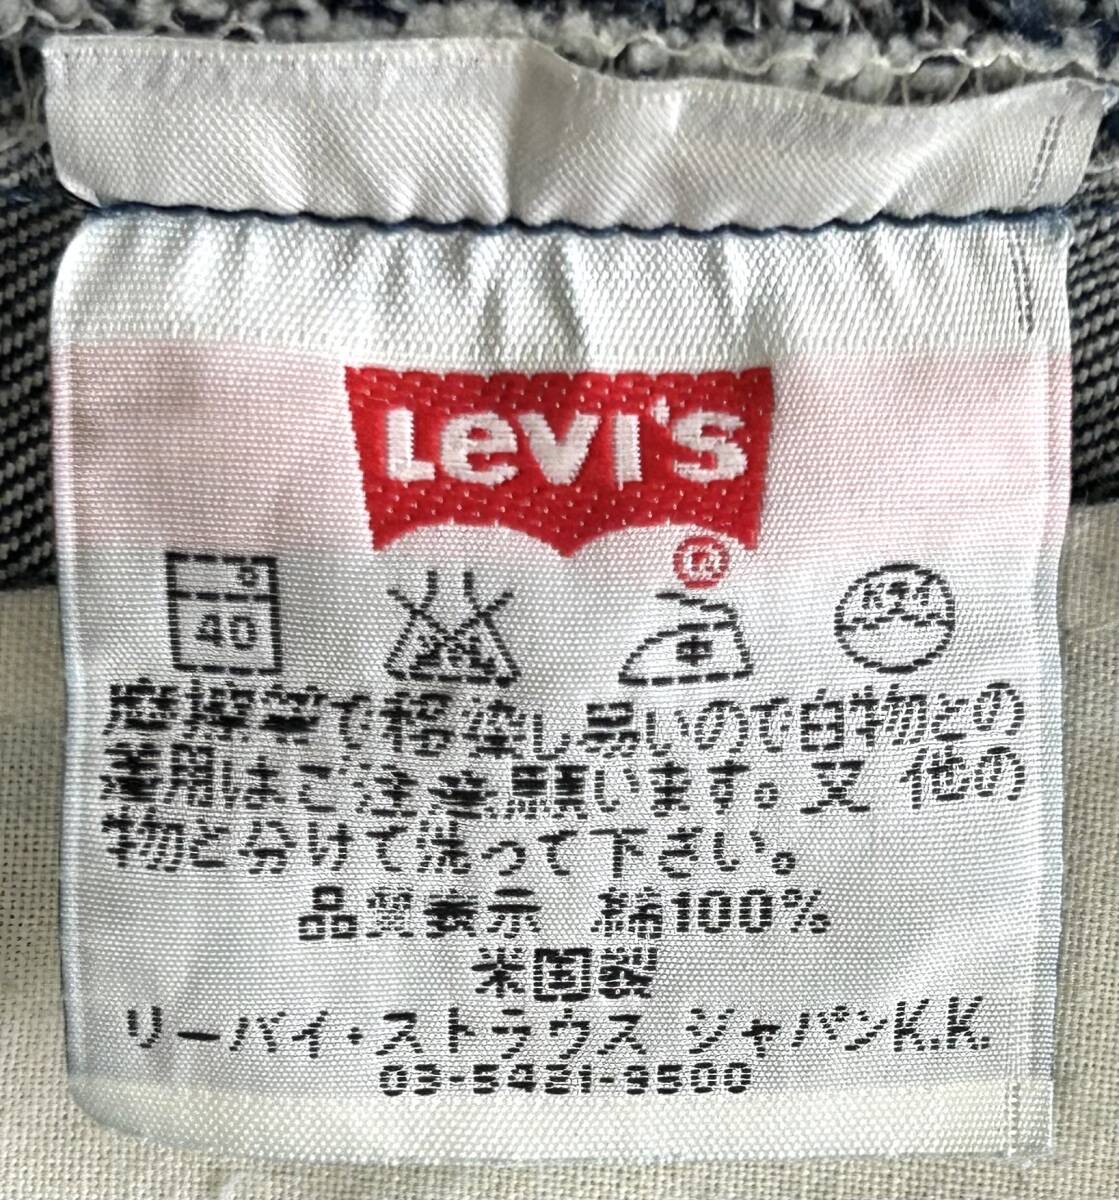 Levi's
®
40
摩擦等で移染し易いので白物との
着用はご注意願います。又 他の
物と分けて洗って下さい。
品質表示 綿100%
米国製
リーバイ・ストラウス ジャパンK.K.
03-5421-9500